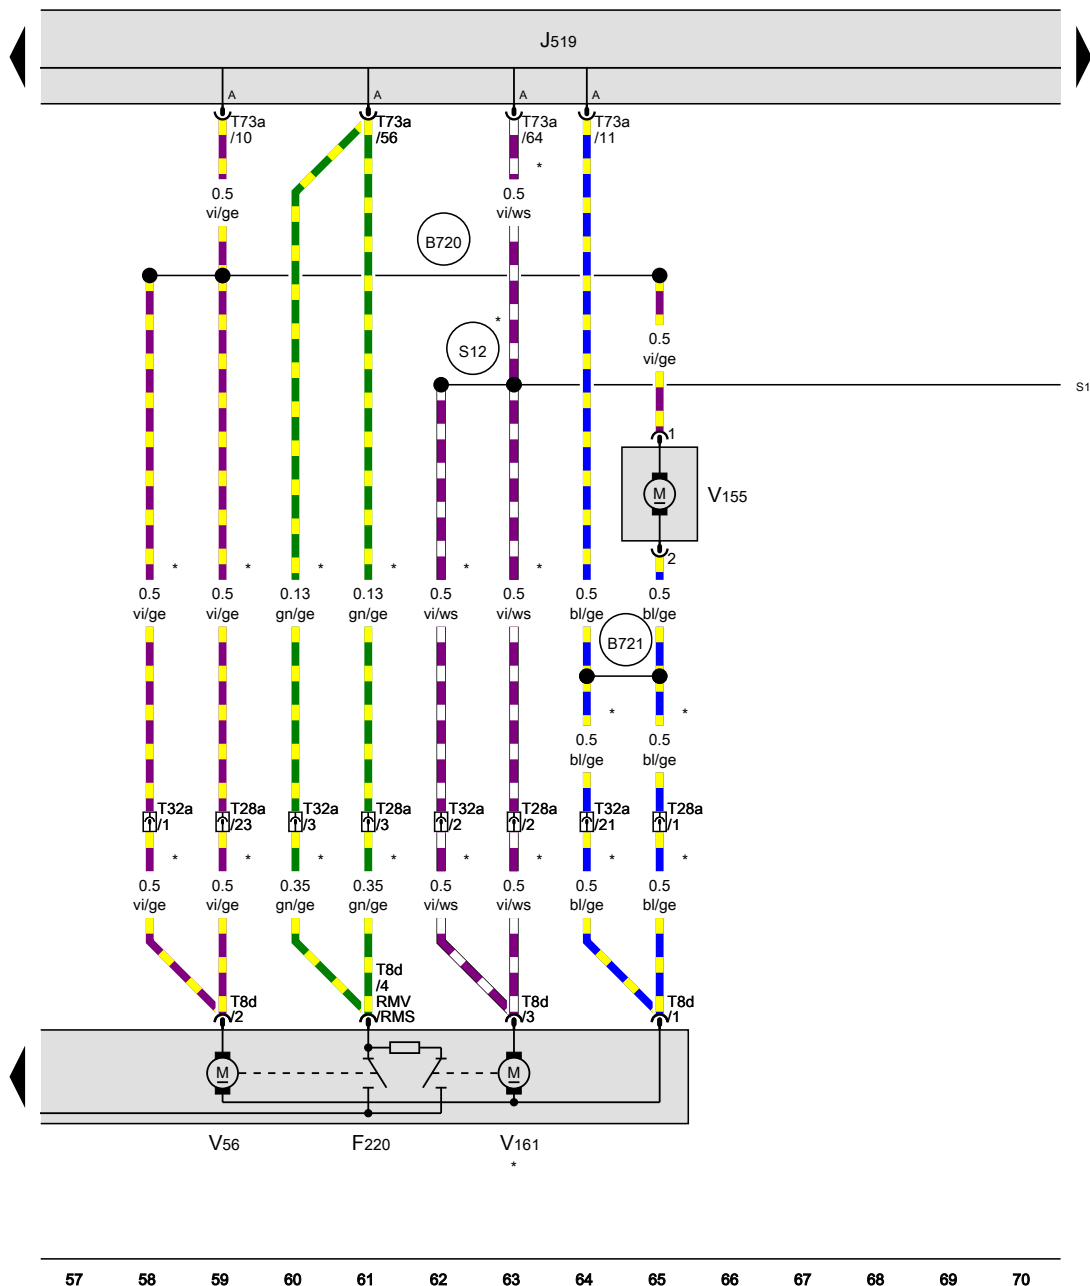 J519
A A A A
T73a T73a T73a T73a
/10 /56 /64 /11
*
0.5 0.5
vi/ge vi/ws
B720
*
0.5
S12
vi/ge
S1
1
M
V155
2
* * * * * *
0.5 0.5 0.13 0.13 0.5 0.5 0.5 0.5
vi/ge vi/ge gn/ge gn/ge vi/ws vi/ws bl/ge bl/ge
B721
* *
0.5 0.5
bl/ge bl/ge
T32a T28a T32a T28a T32a T28a T32a T28a
/1 /23 /3 /3 /2 /2 /21 /1
* * * * * * * *
0.5 0.5 0.35 0.35 0.5 0.5 0.5 0.5
vi/ge vi/ge gn/ge gn/ge vi/ws vi/ws bl/ge bl/ge
T8d
/4
T8d RMV T8d T8d
/2 /RMS /3 /1
M M
V56 F220 V161
*
57 58 59 60 61 62 63 64 65 66 67 68 69 70